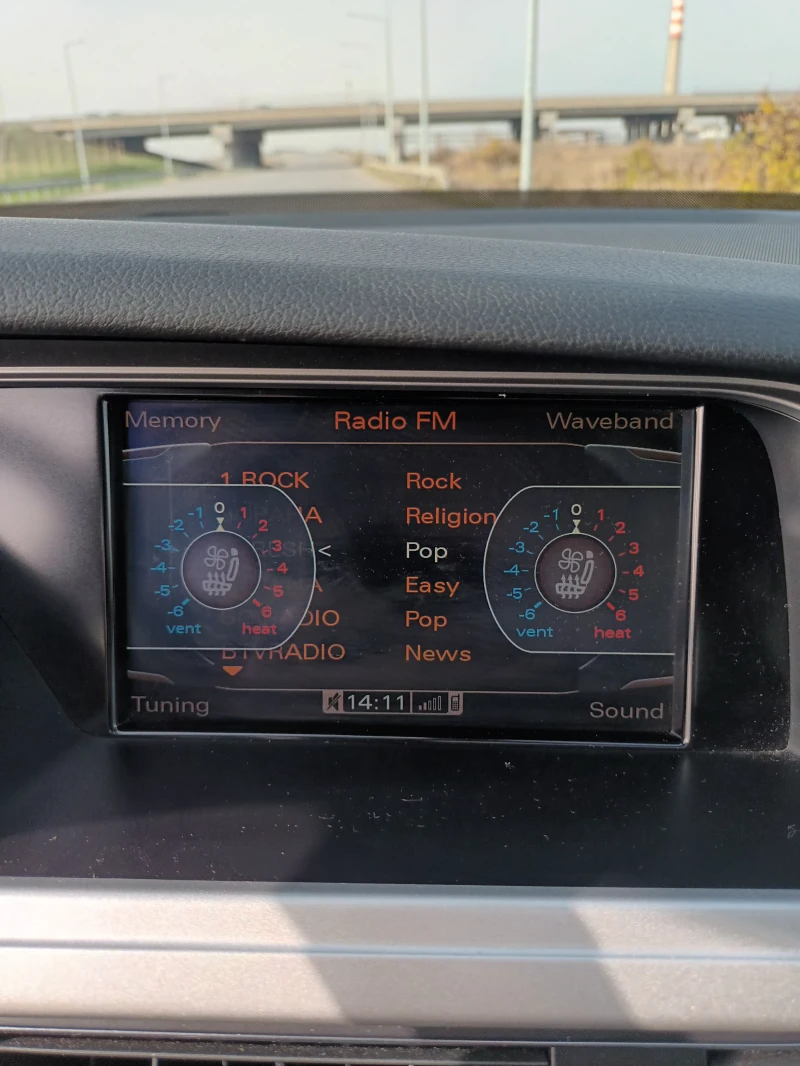 Memory Radio FM Waveband
1 ROCK Rock
Religion
< Pop
Easy
Pop
BTVRADIO News
-6 -5 -4 -3 -2 -1 0 1 2 3 4 5 6
vent heat
-6 -5 -4 -3 -2 -1 0 1 2 3 4 5 6
vent heat
Tuning 14:11 Sound